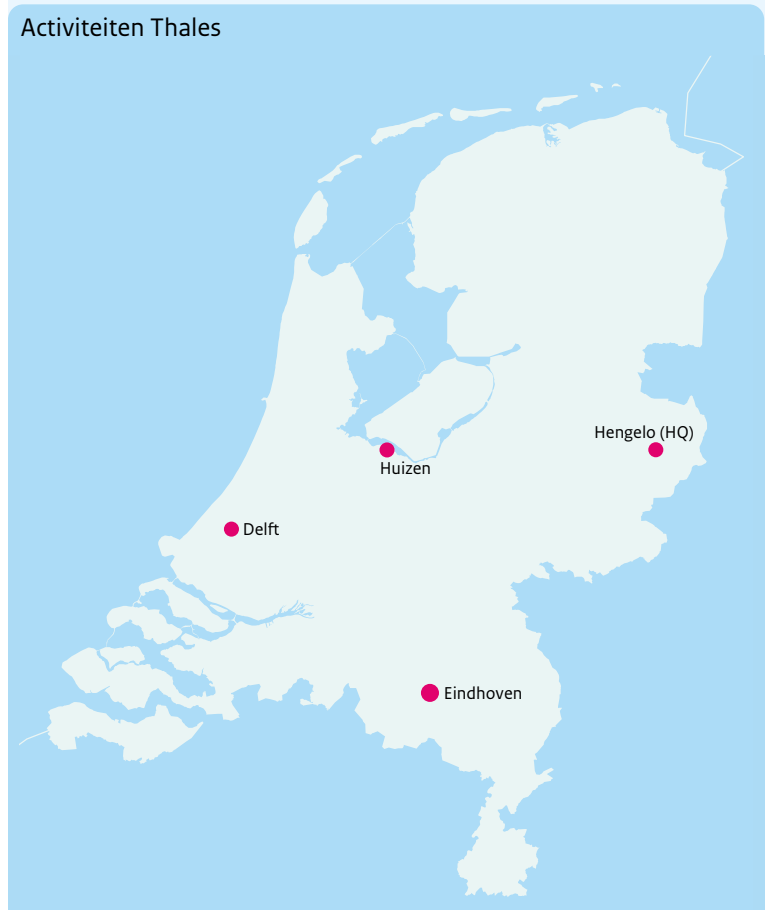 Activiteiten Thales
Hengelo (HQ)
Huizen
Delft
Eindhoven